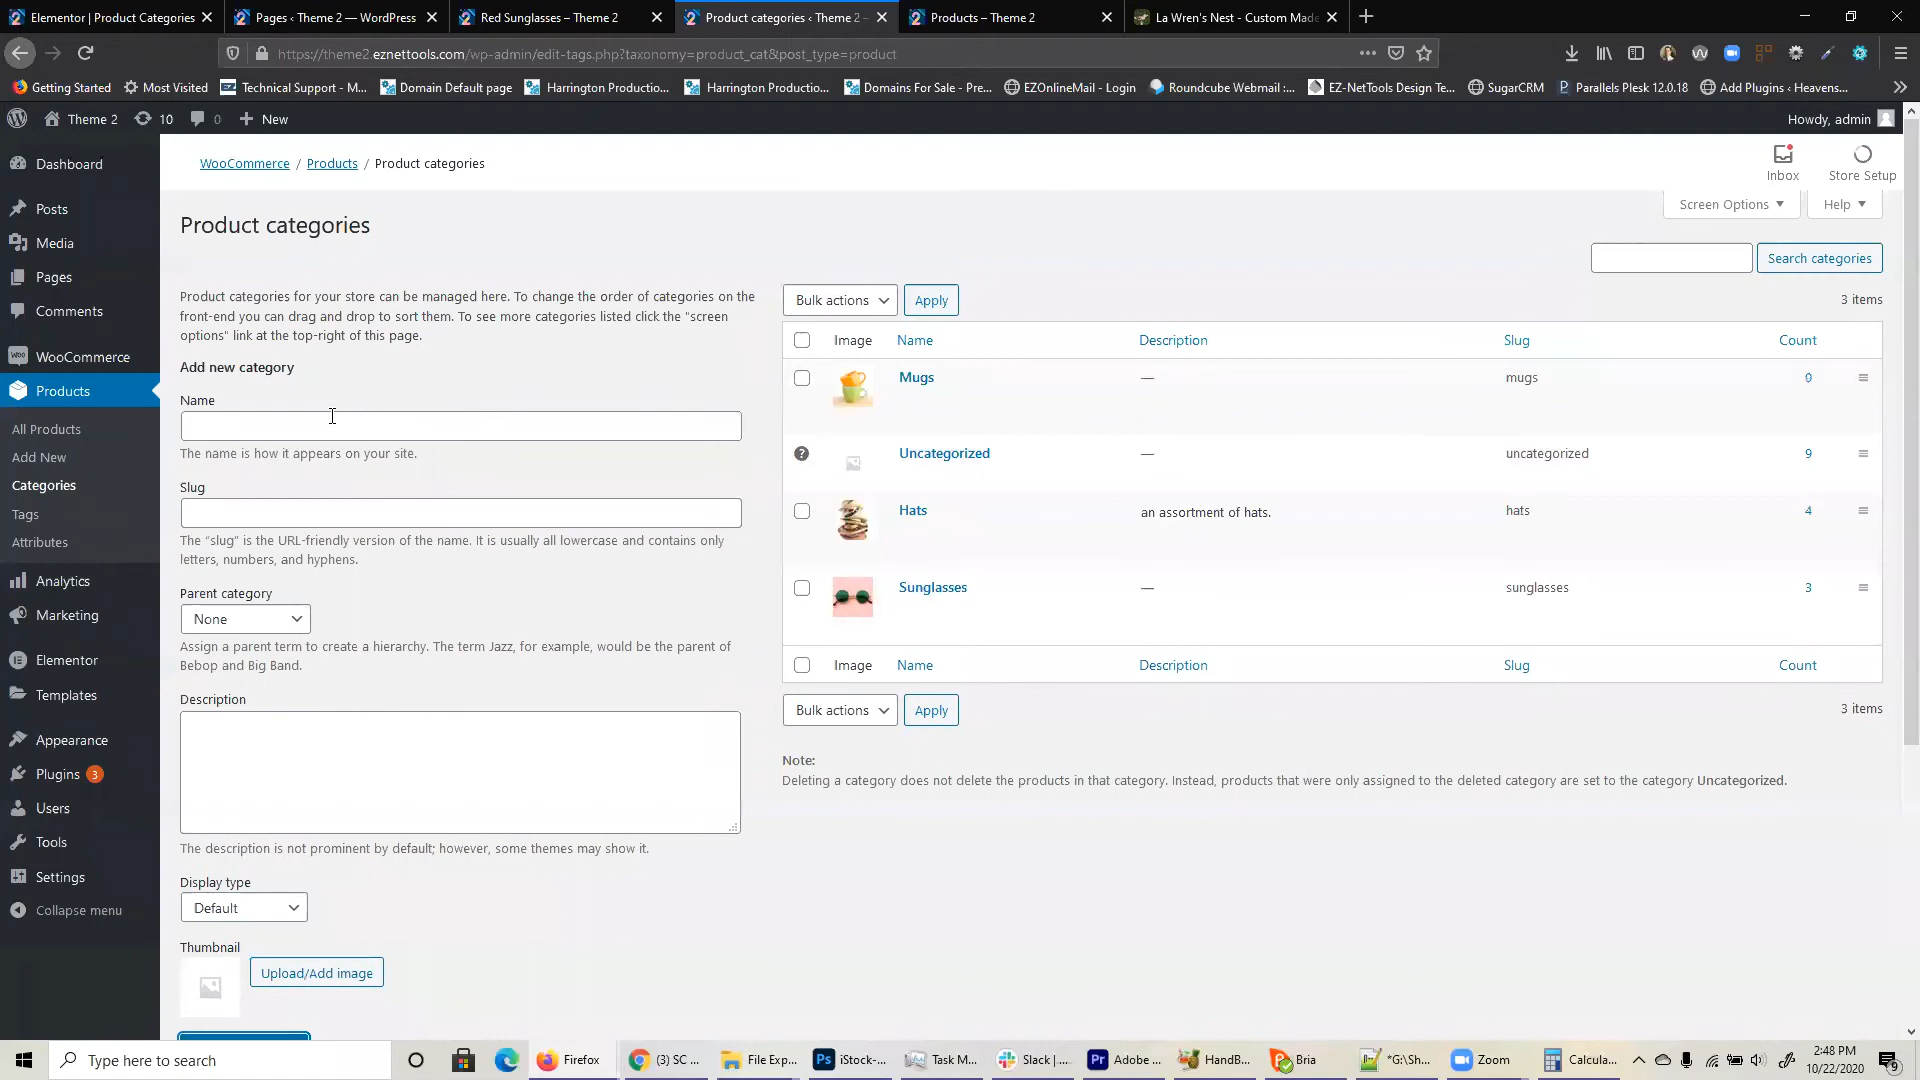 Elementor | Product Categories
Pages ‹ Theme 2 — WordPress
Red Sunglasses – Theme 2
Product categories ‹ Theme 2 –
Products – Theme 2
La Wren's Nest - Custom Made
https://theme2.eznettools.com/wp-admin/edit-tags.php?taxonomy=product_cat&post_type=product
Getting Started
Most Visited
Technical Support - M...
Domain Default page
Harrington Productio...
Harrington Productio...
Domains For Sale - Pre...
EZOnlineMail - Login
Roundcube Webmail :...
EZ-NetTools Design Te...
SugarCRM
Parallels Plesk 12.0.18
Add Plugins ‹ Heavens...
Theme 2
10
0
New
Howdy, admin
Dashboard
Posts
Media
Pages
Comments
WooCommerce
Products
All Products
Add New
Categories
Tags
Attributes
Analytics
Marketing
Elementor
Templates
Appearance
Plugins 3
Users
Tools
Settings
Collapse menu
WooCommerce / Products / Product categories
Inbox
Store Setup
Screen Options
Help
Product categories
Search categories
Product categories for your store can be managed here. To change the order of categories on the
front-end you can drag and drop to sort them. To see more categories listed click the "screen
options" link at the top-right of this page.
Add new category
Name
The name is how it appears on your site.
Slug
The “slug” is the URL-friendly version of the name. It is usually all lowercase and contains only
letters, numbers, and hyphens.
Parent category
None
Assign a parent term to create a hierarchy. The term Jazz, for example, would be the parent of
Bebop and Big Band.
Description
The description is not prominent by default; however, some themes may show it.
Display type
Default
Thumbnail
Upload/Add image
Bulk actions
Apply
3 items
Image Name Description Slug Count
Mugs — mugs 0
Uncategorized — uncategorized 9
Hats an assortment of hats. hats 4
Sunglasses — sunglasses 3
Image Name Description Slug Count
Bulk actions
Apply
3 items
Note:
Deleting a category does not delete the products in that category. Instead, products that were only assigned to the deleted category are set to the category Uncategorized.
Type here to search
Firefox
(3) SC ...
File Exp...
iStock-...
Task M...
Slack | ...
Adobe ...
HandB...
Bria
*G:\Sh...
Zoom
Calcula...
2:48 PM
10/22/2020
9